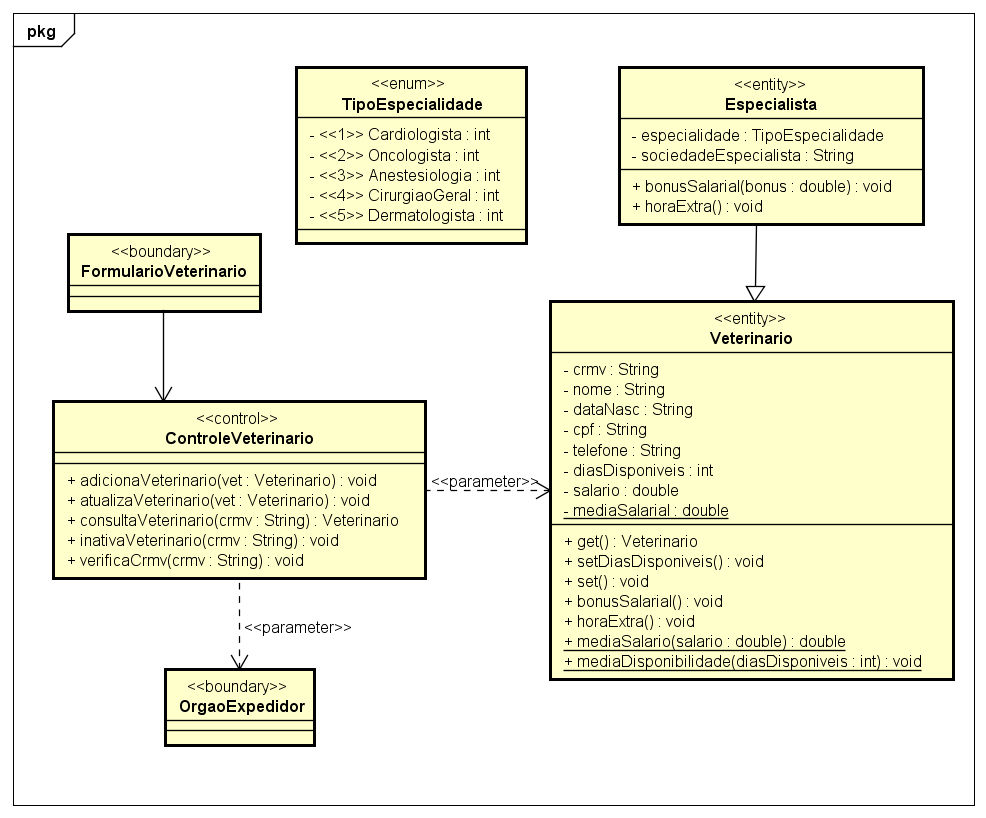 pkg
<<enum>>
TipoEspecialidade
- <<1>> Cardiologista : int
- <<2>> Oncologista : int
- <<3>> Anestesiologia : int
- <<4>> CirurgiaoGeral : int
- <<5>> Dermatologista : int
<<entity>>
Especialista
- especialidade : TipoEspecialidade
- sociedadeEspecialista : String
+ bonusSalarial(bonus : double) : void
+ horaExtra() : void
<<boundary>>
FormularioVeterinario
<<control>>
ControleVeterinario
+ adicionaVeterinario(vet : Veterinario) : void
+ atualizaVeterinario(vet : Veterinario) : void
+ consultaVeterinario(crmv : String) : Veterinario
+ inativaVeterinario(crmv : String) : void
+ verificaCrmv(crmv : String) : void
<<parameter>>
<<entity>>
Veterinario
- crmv : String
- nome : String
- dataNasc : String
- cpf : String
- telefone : String
- diasDisponiveis : int
- salario : double
- mediaSalarial : double
+ get() : Veterinario
+ setDiasDisponiveis() : void
+ set() : void
+ bonusSalarial() : void
+ horaExtra() : void
+ mediaSalario(salario : double) : double
+ mediaDisponibilidade(diasDisponiveis : int) : void
<<parameter>>
<<boundary>>
OrgaoExpedidor